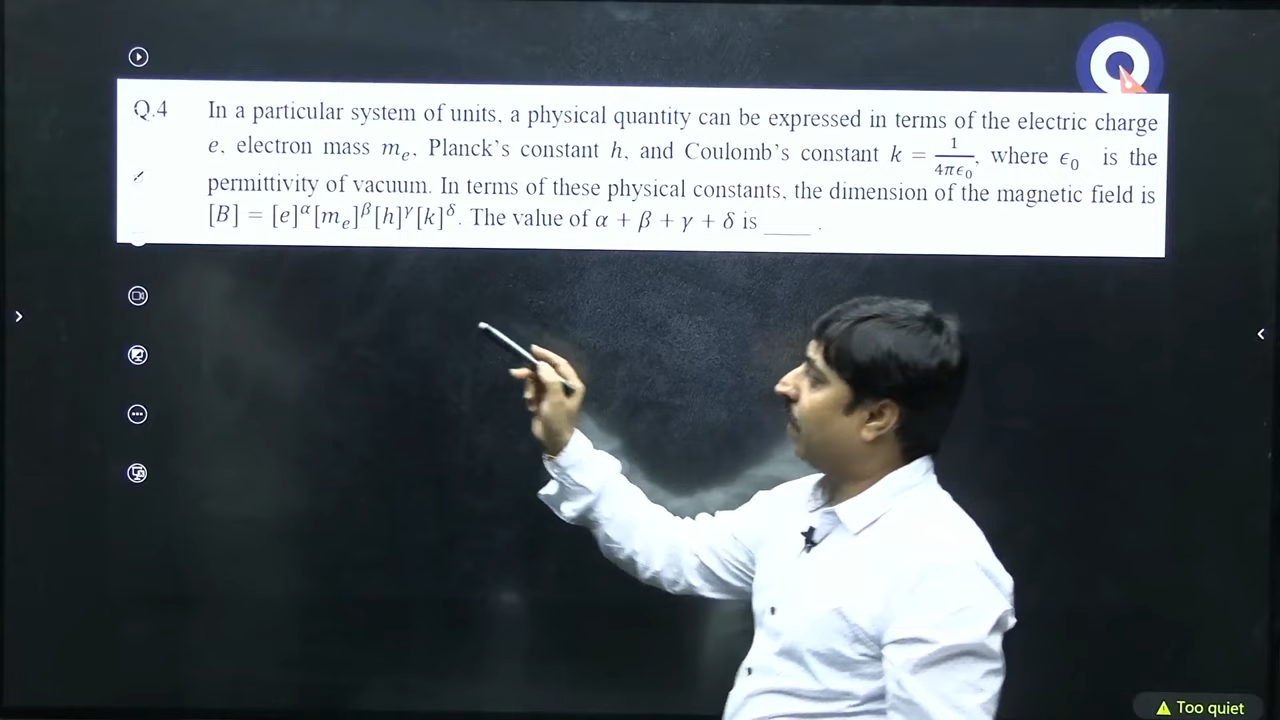 Q.4 In a particular system of units, a physical quantity can be expressed in terms of the electric charge
e, electron mass mₑ, Planck's constant h, and Coulomb's constant k = 1/4πϵ₀, where ϵ₀ is the
permittivity of vacuum. In terms of these physical constants, the dimension of the magnetic field is
[B] = [e]^α[mₑ]^β[h]^γ[k]^δ. The value of α + β + γ + δ is ____ .
Too quiet